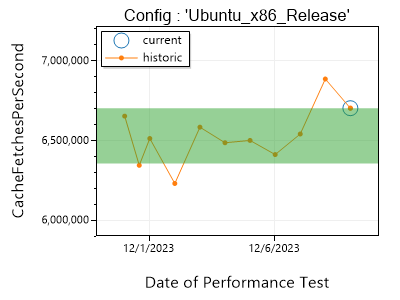 Config : 'Ubuntu_x86_Release'
current
historic
CacheFetchesPerSecond
7,000,000
6,500,000
6,000,000
12/1/2023
12/6/2023
Date of Performance Test